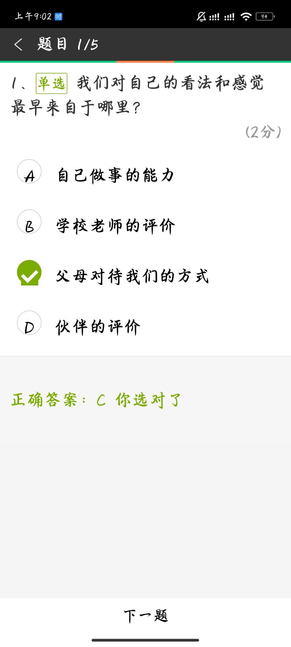 上午9:02
94
题目 1/5
1、单选 我们对自己的看法和感觉
最早来自于哪里？
(2分)
A 自己做事的能力
B 学校老师的评价
父母对待我们的方式
D 伙伴的评价
正确答案：C 你选对了
下一题